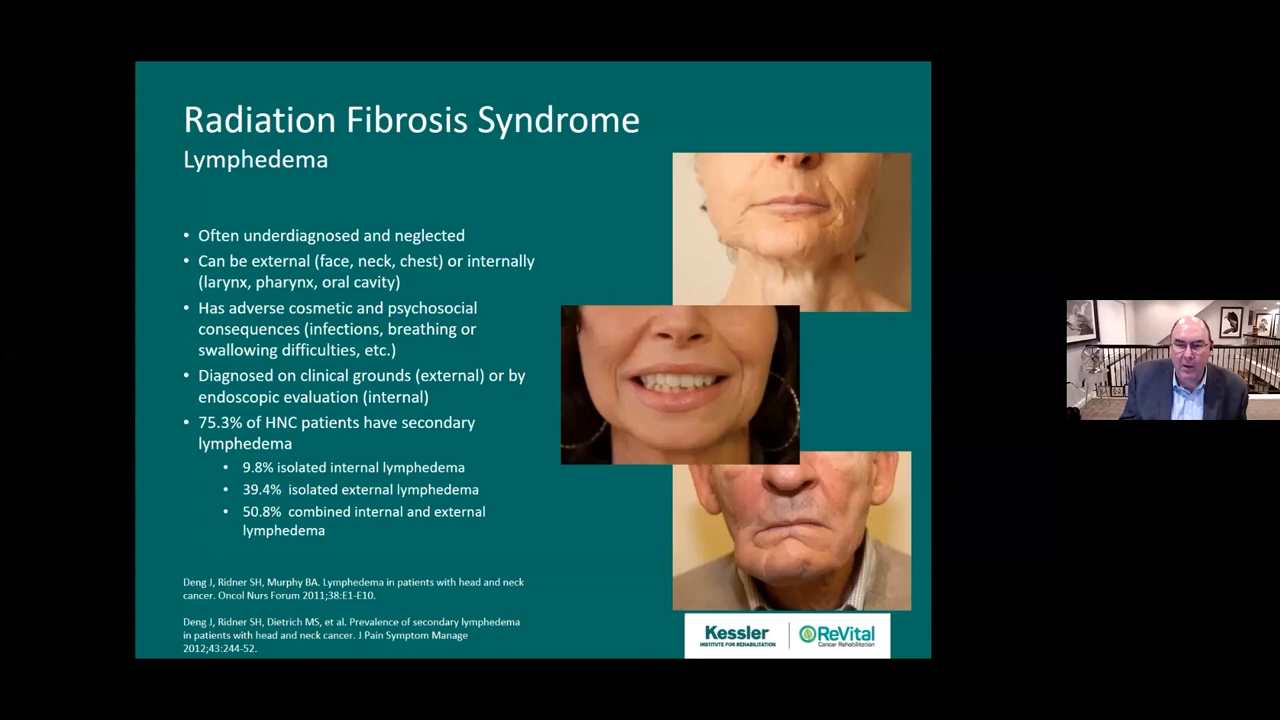 Radiation Fibrosis Syndrome
Lymphedema
• Often underdiagnosed and neglected
• Can be external (face, neck, chest) or internally
(larynx, pharynx, oral cavity)
• Has adverse cosmetic and psychosocial
consequences (infections, breathing or
swallowing difficulties, etc.)
• Diagnosed on clinical grounds (external) or by
endoscopic evaluation (internal)
• 75.3% of HNC patients have secondary
lymphedema
• 9.8% isolated internal lymphedema
• 39.4% isolated external lymphedema
• 50.8% combined internal and external
lymphedema
Deng J, Ridner SH, Murphy BA. Lymphedema in patients with head and neck
cancer. Oncol Nurs Forum 2011;38:E1-E10.
Deng J, Ridner SH, Dietrich MS, et al. Prevalence of secondary lymphedema
in patients with head and neck cancer. J Pain Symptom Manage
2012;43:244-52.
Kessler
INSTITUTE FOR REHABILITATION
ReVital
Cancer Rehabilitation